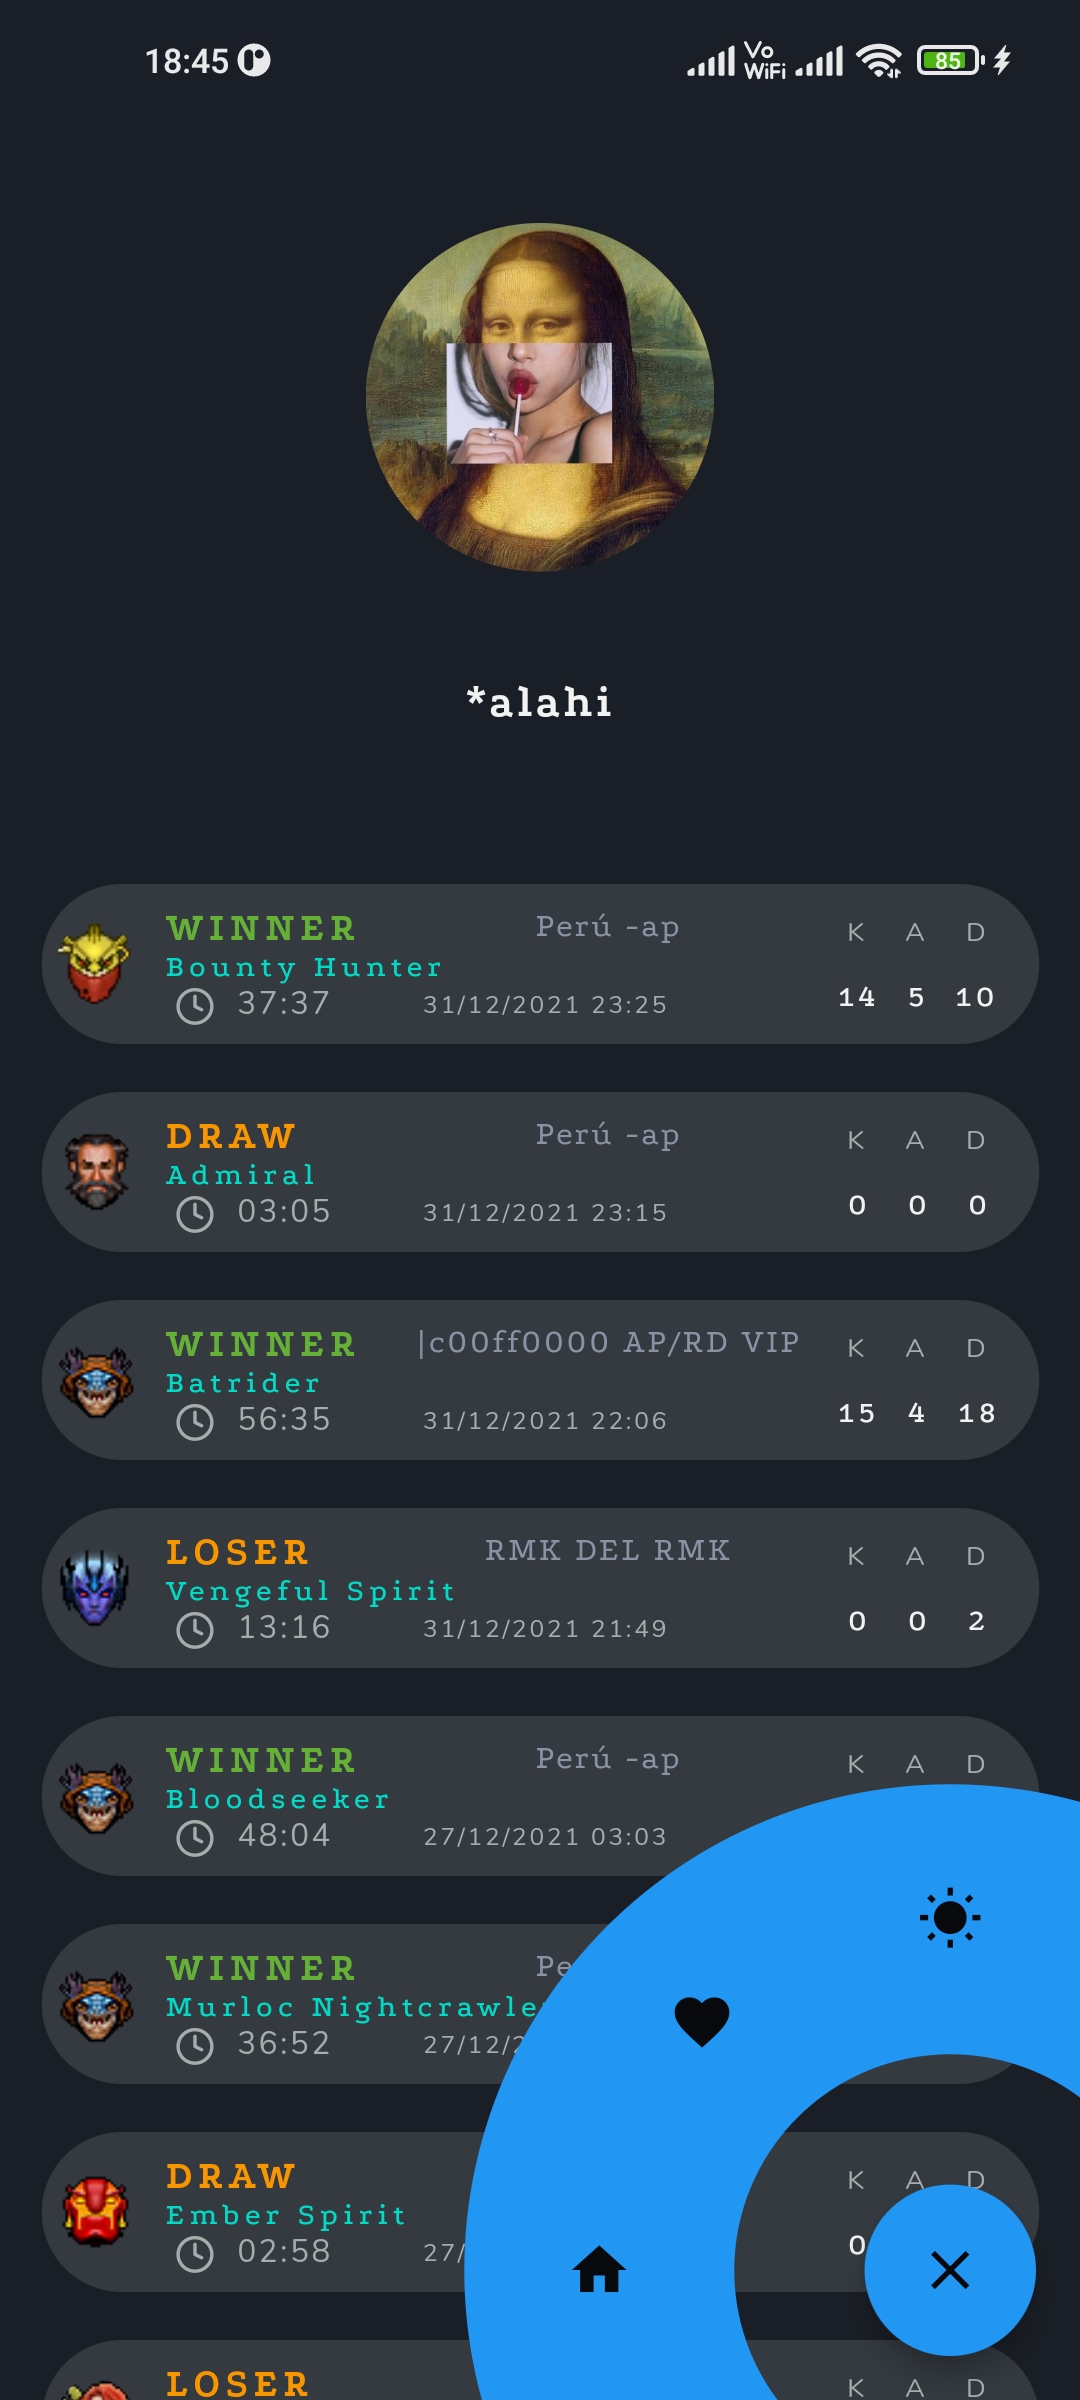 18:45
Vo
WiFi
85
*alahi
WINNER Perú -ap K A D
Bounty Hunter
37:37 31/12/2021 23:25 14 5 10
DRAW Perú -ap K A D
Admiral
03:05 31/12/2021 23:15 0 0 0
WINNER |c00ff0000 AP/RD VIP K A D
Batrider
56:35 31/12/2021 22:06 15 4 18
LOSER RMK DEL RMK K A D
Vengeful Spirit
13:16 31/12/2021 21:49 0 0 2
WINNER Perú -ap K A D
Bloodseeker
48:04 27/12/2021 03:03
WINNER Pe
Murloc Nightcrawle
36:52 27/12/2
DRAW K A D
Ember Spirit
02:58 27/ 0
LOSER K A D